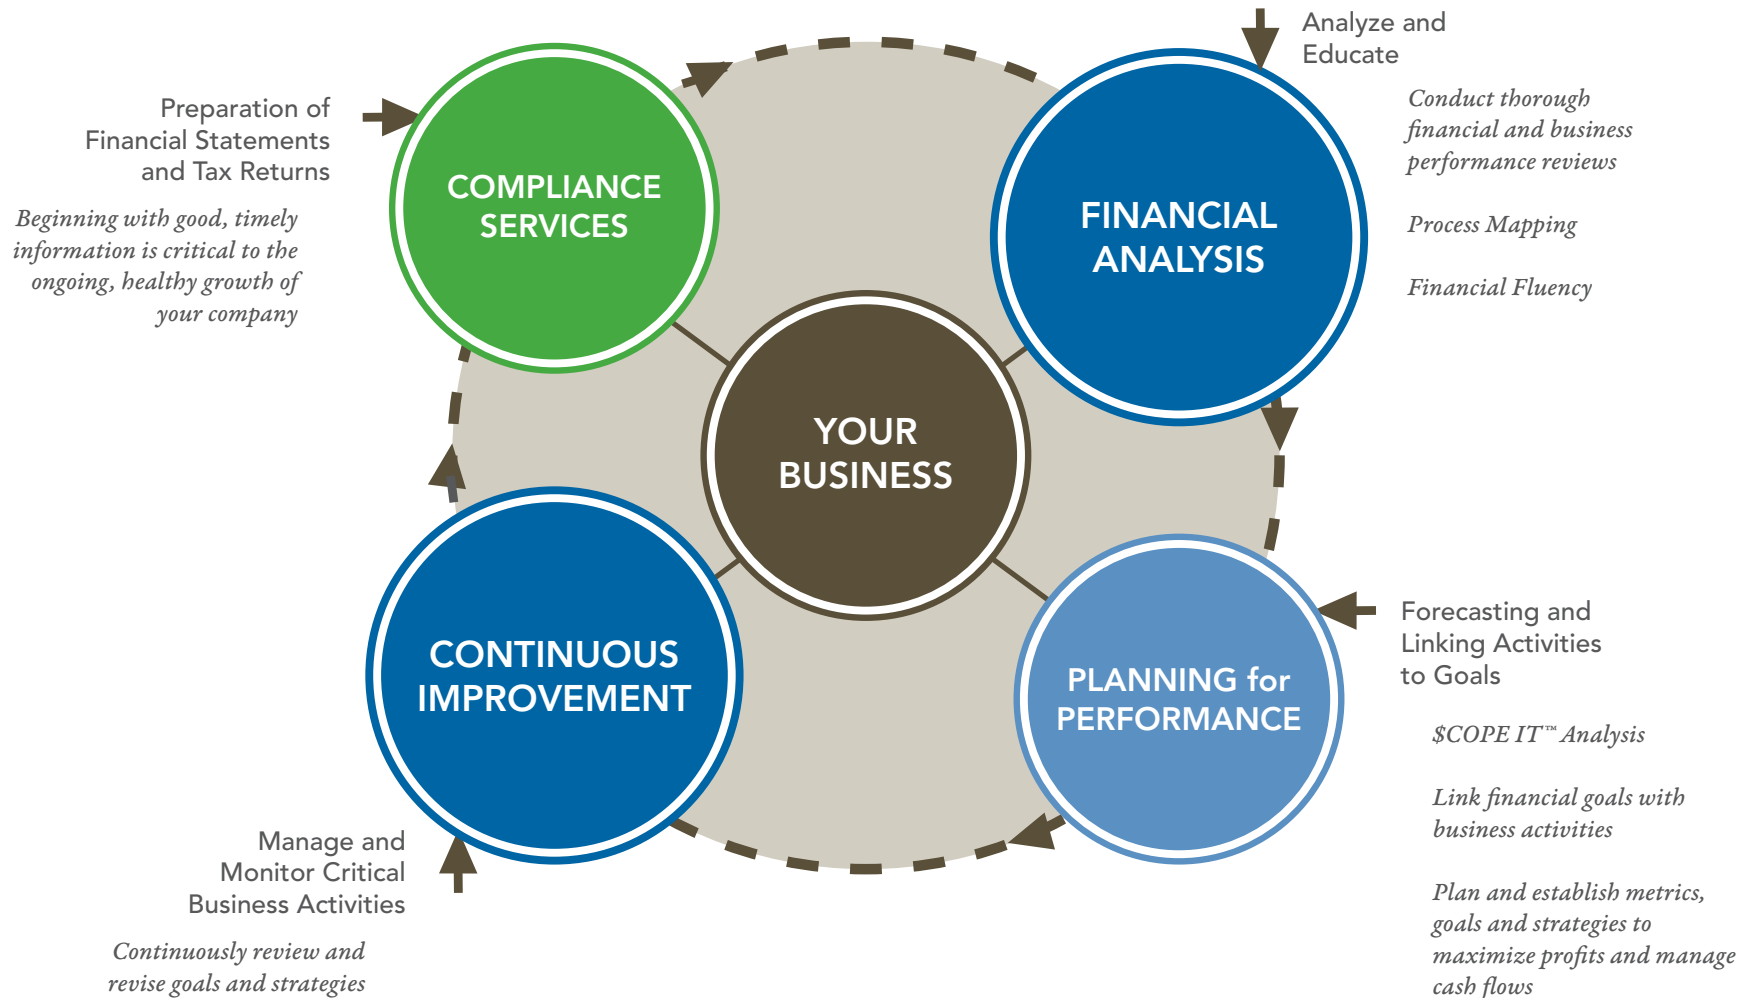 Preparation of
Financial Statements
and Tax Returns
Beginning with good, timely
information is critical to the
ongoing, healthy growth of
your company
COMPLIANCE
SERVICES
Analyze and
Educate
Conduct thorough
financial and business
performance reviews
Process Mapping
Financial Fluency
FINANCIAL
ANALYSIS
YOUR
BUSINESS
CONTINUOUS
IMPROVEMENT
Manage and
Monitor Critical
Business Activities
Continuously review and
revise goals and strategies
PLANNING for
PERFORMANCE
Forecasting and
Linking Activities
to Goals
$COPE IT™ Analysis
Link financial goals with
business activities
Plan and establish metrics,
goals and strategies to
maximize profits and manage
cash flows